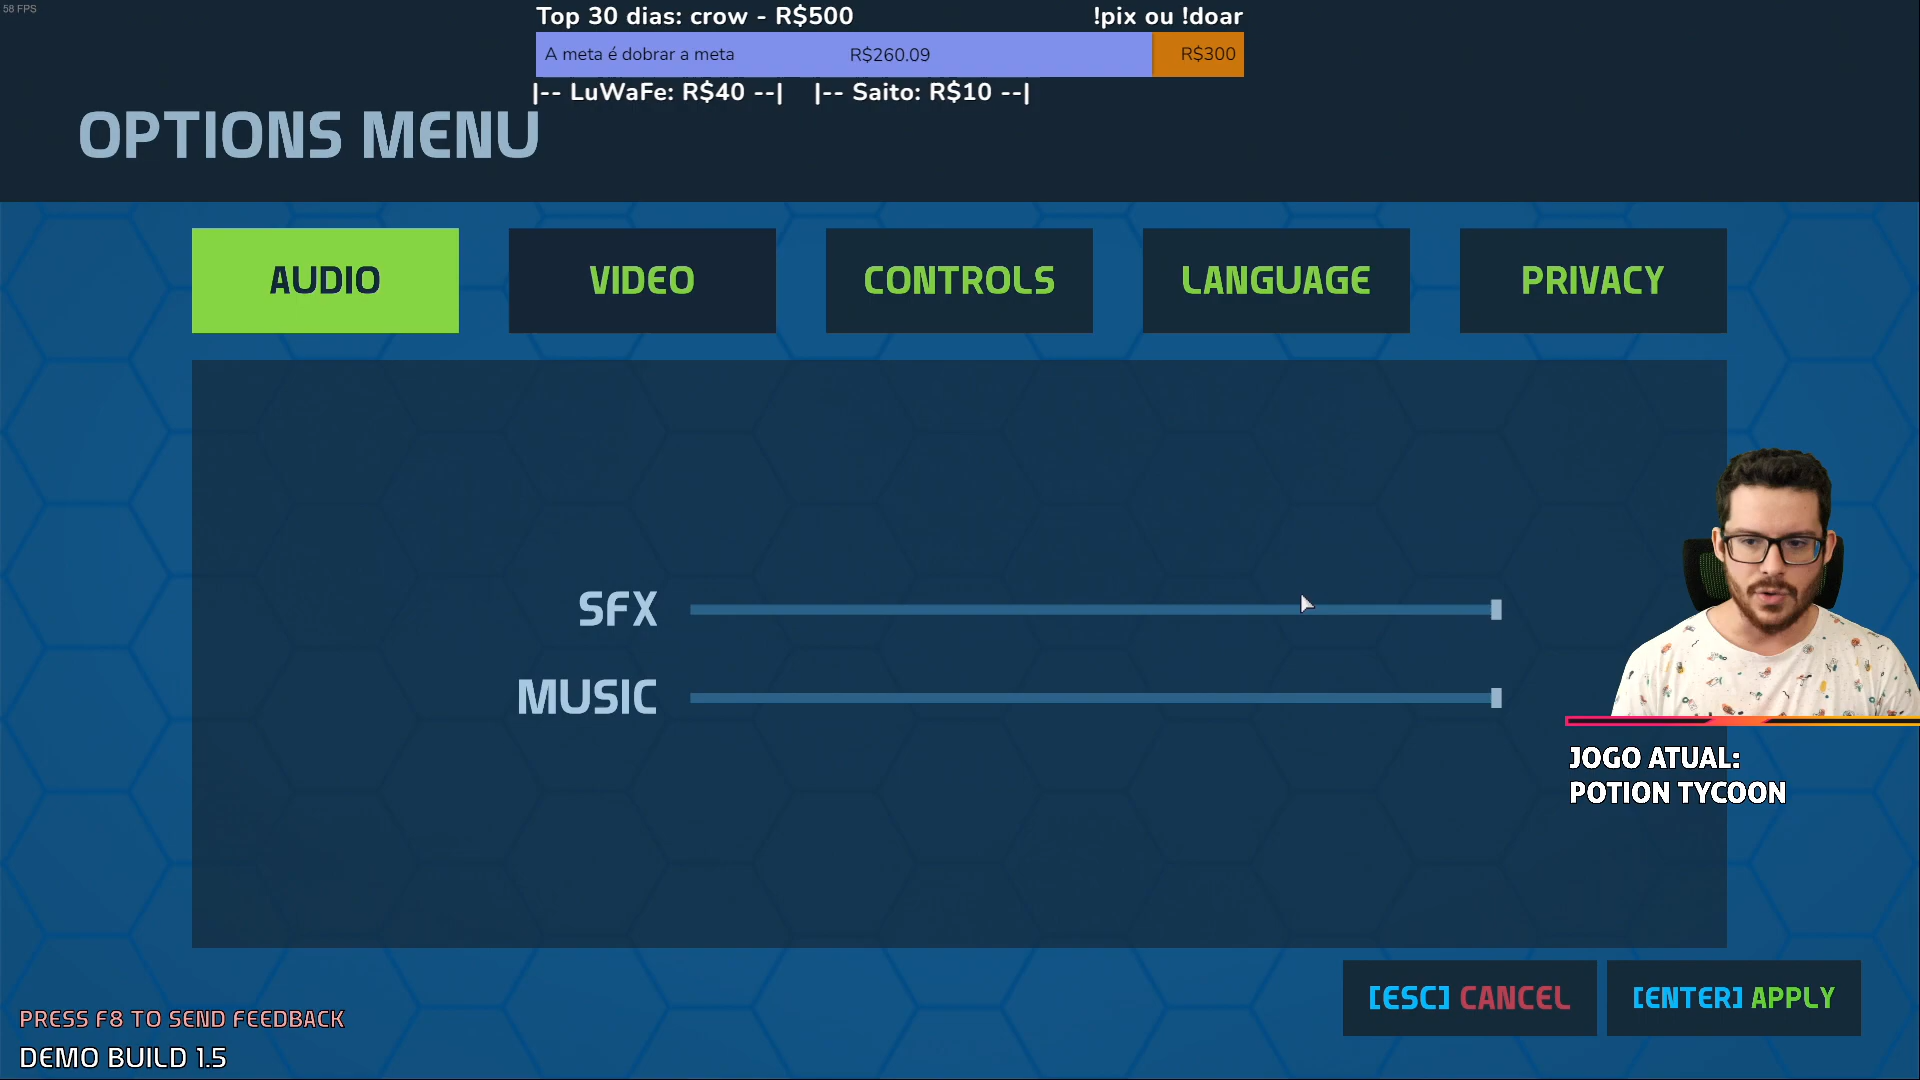 58 FPS
Top 30 dias: crow - R$500 !pix ou !doar
A meta é dobrar a meta R$260.09 R$300
|-- LuWaFe: R$40 --| |-- Saito: R$10 --|
OPTIONS MENU
AUDIO VIDEO CONTROLS LANGUAGE PRIVACY
SFX
MUSIC
JOGO ATUAL:
POTION TYCOON
[ESC] CANCEL [ENTER] APPLY
PRESS F8 TO SEND FEEDBACK
DEMO BUILD 1.5